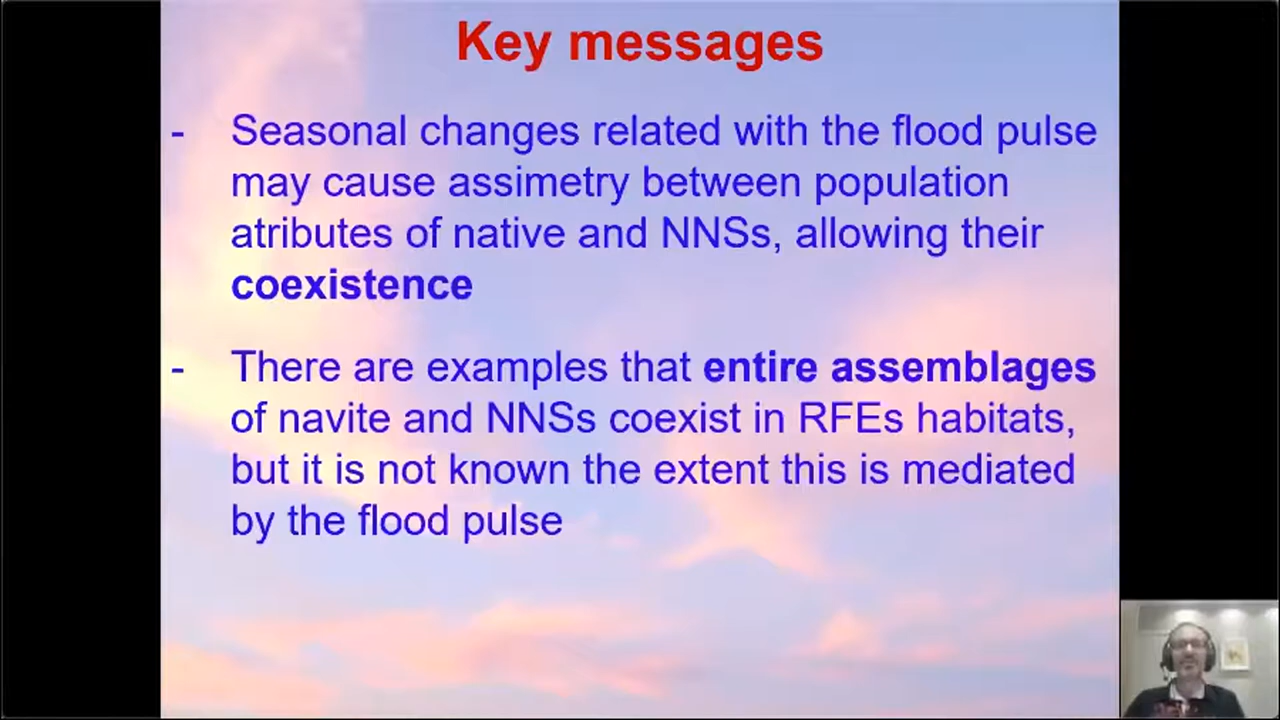 Key messages
- Seasonal changes related with the flood pulse
may cause assimetry between population
atributes of native and NNSs, allowing their
coexistence
- There are examples that entire assemblages
of navite and NNSs coexist in RFEs habitats,
but it is not known the extent this is mediated
by the flood pulse